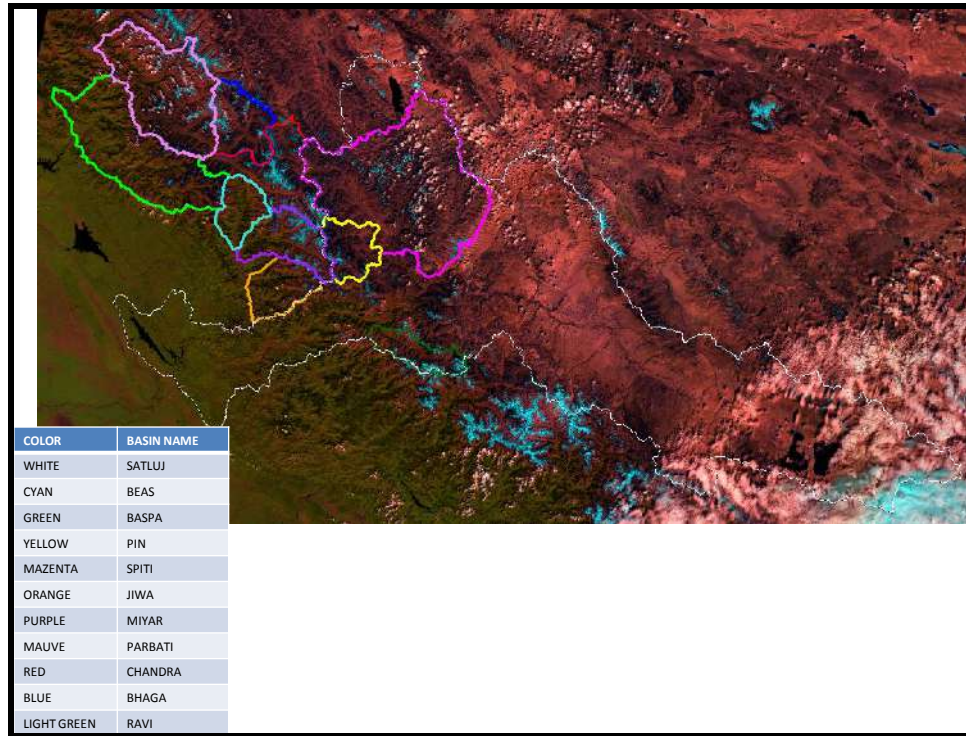 COLOR BASIN NAME
WHITE SATLUJ
CYAN BEAS
GREEN BASPA
YELLOW PIN
MAZENTA SPITI
ORANGE JIWA
PURPLE MIYAR
MAUVE PARBATI
RED CHANDRA
BLUE BHAGA
LIGHT GREEN RAVI